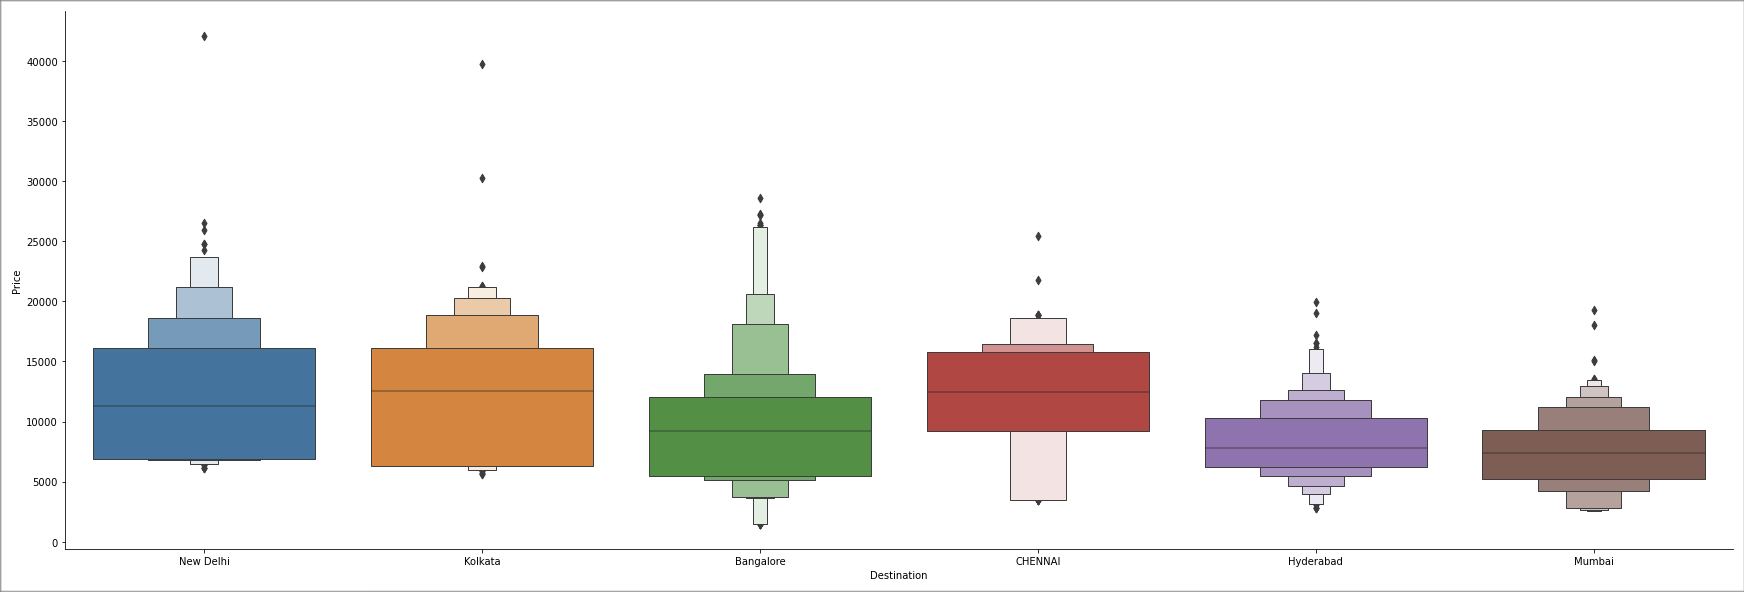 40000
35000
30000
25000
20000
15000
10000
5000
0
Price
New Delhi
Kolkata
Bangalore
CHENNAI
Hyderabad
Mumbai
Destination